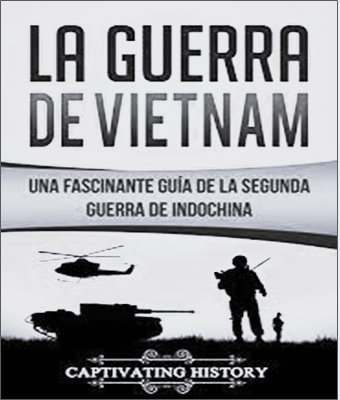 LA GUERRA
DE VIETNAM
UNA FASCINANTE GUÍA DE LA SEGUNDA
GUERRA DE INDOCHINA
CAPTIVATING HISTORY